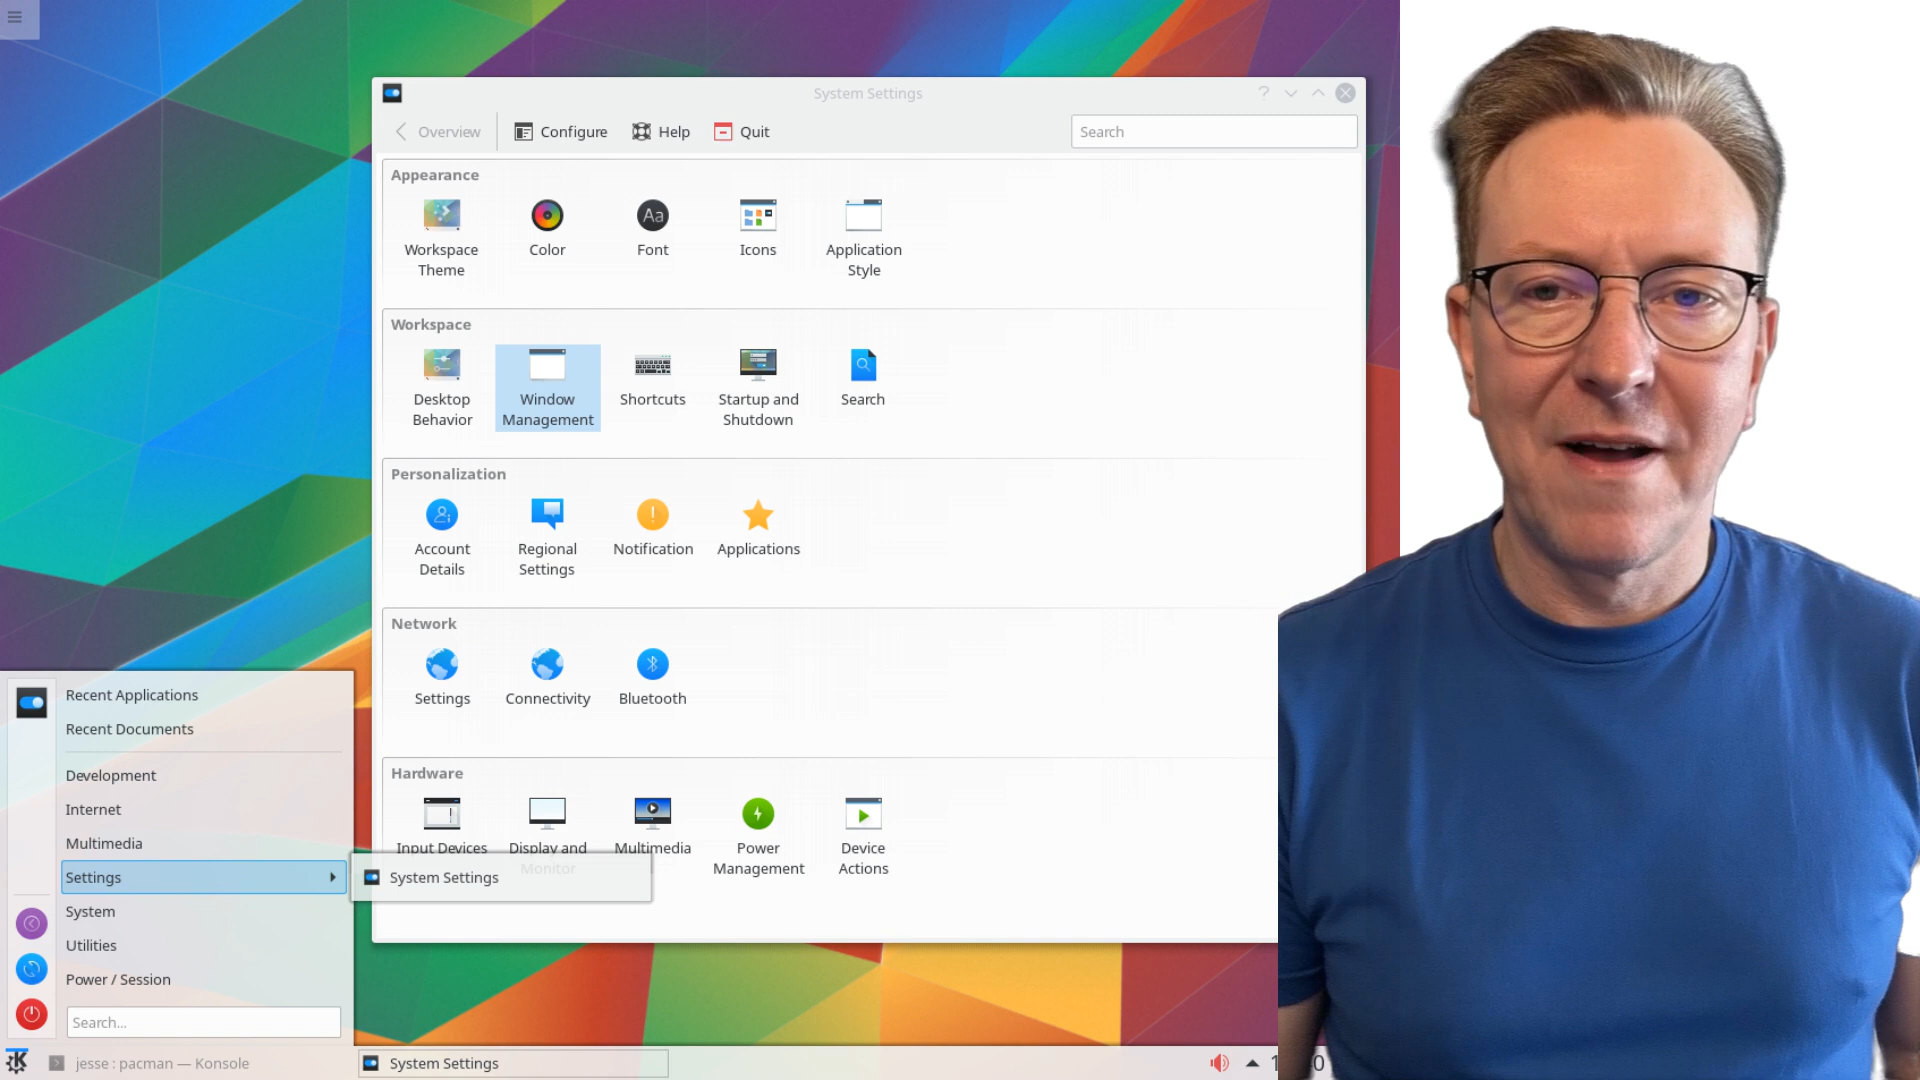 System Settings
Overview
Configure
Help
Quit
Search
Appearance
Workspace
Theme
Color
Font
Icons
Application
Style
Workspace
Desktop
Behavior
Window
Management
Shortcuts
Startup and
Shutdown
Search
Personalization
Account
Details
Regional
Settings
Notification
Applications
Network
Settings
Connectivity
Bluetooth
Hardware
Input Devices
Display and
Monitor
Multimedia
Power
Management
Device
Actions
Recent Applications
Recent Documents
Development
Internet
Multimedia
Settings
System Settings
System
Utilities
Power / Session
Search...
jesse : pacman — Konsole
System Settings